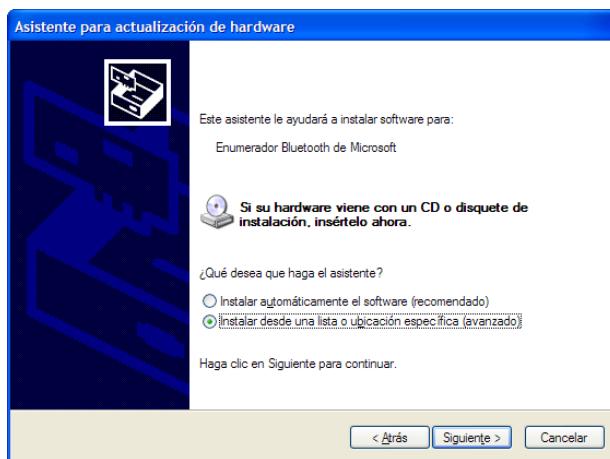 Asistente para actualización de hardware
Este asistente le ayudará a instalar software para:
Enumerador Bluetooth de Microsoft
Si su hardware viene con un CD o disquete de
instalación, insértelo ahora.
¿Qué desea que haga el asistente?
Instalar automáticamente el software (recomendado)
Instalar desde una lista o ubicación específica (avanzado)
Haga clic en Siguiente para continuar.
< Atrás
Siguiente >
Cancelar